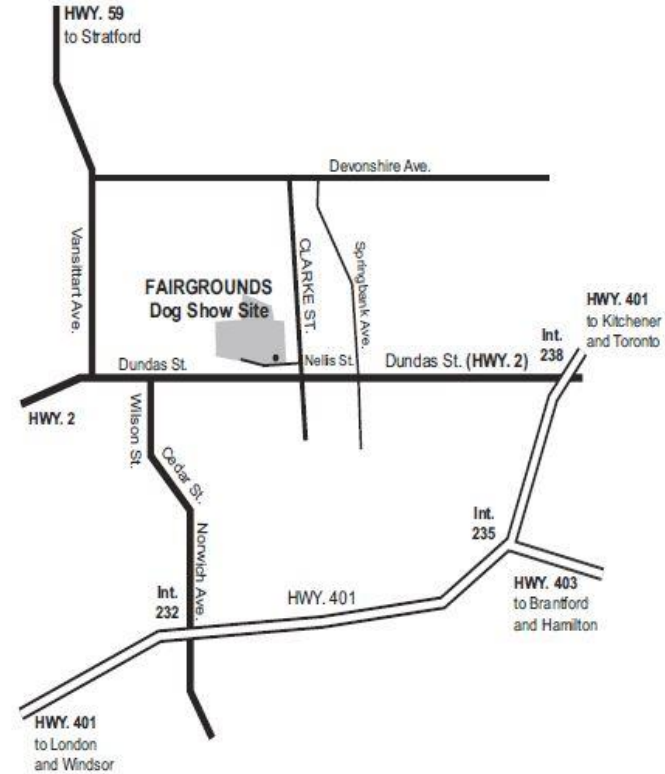 HWY. 59
to Stratford
Devonshire Ave.
Vansittart Ave.
CLARKE ST.
Springbank Ave.
FAIRGROUNDS
Dog Show Site
HWY. 401
to Kitchener
and Toronto
Int.
238
Dundas St.
Nellis St.
Dundas St. (HWY. 2)
HWY. 2
Wilson St.
Cedar St.
Norwich Ave.
Int.
235
Int.
232
HWY. 401
HWY. 403
to Brantford
and Hamilton
HWY. 401
to London
and Windsor